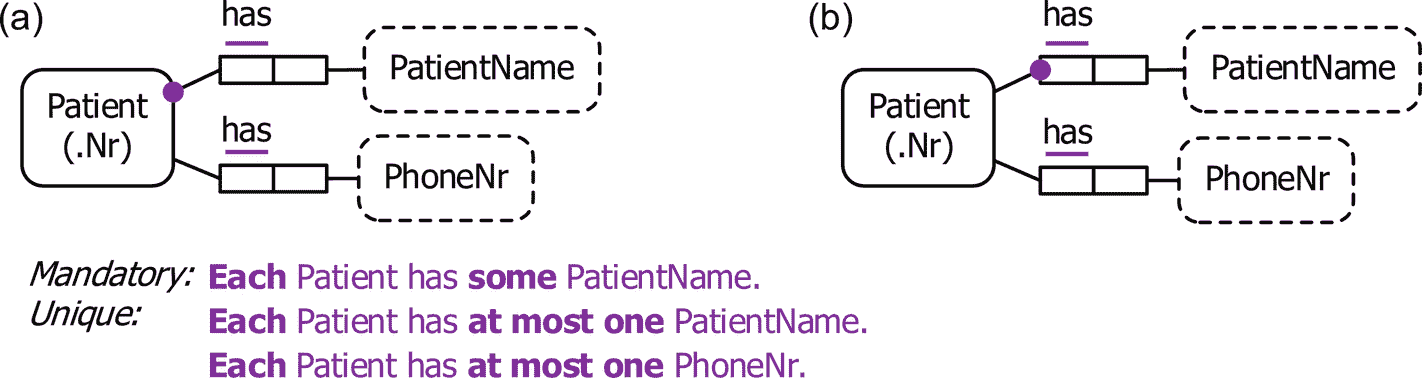 (a)
has
PatientName
Patient
(.Nr)
has
PhoneNr
(b)
has
PatientName
Patient
(.Nr)
has
PhoneNr
Mandatory: Each Patient has some PatientName.
Unique: Each Patient has at most one PatientName.
Each Patient has at most one PhoneNr.